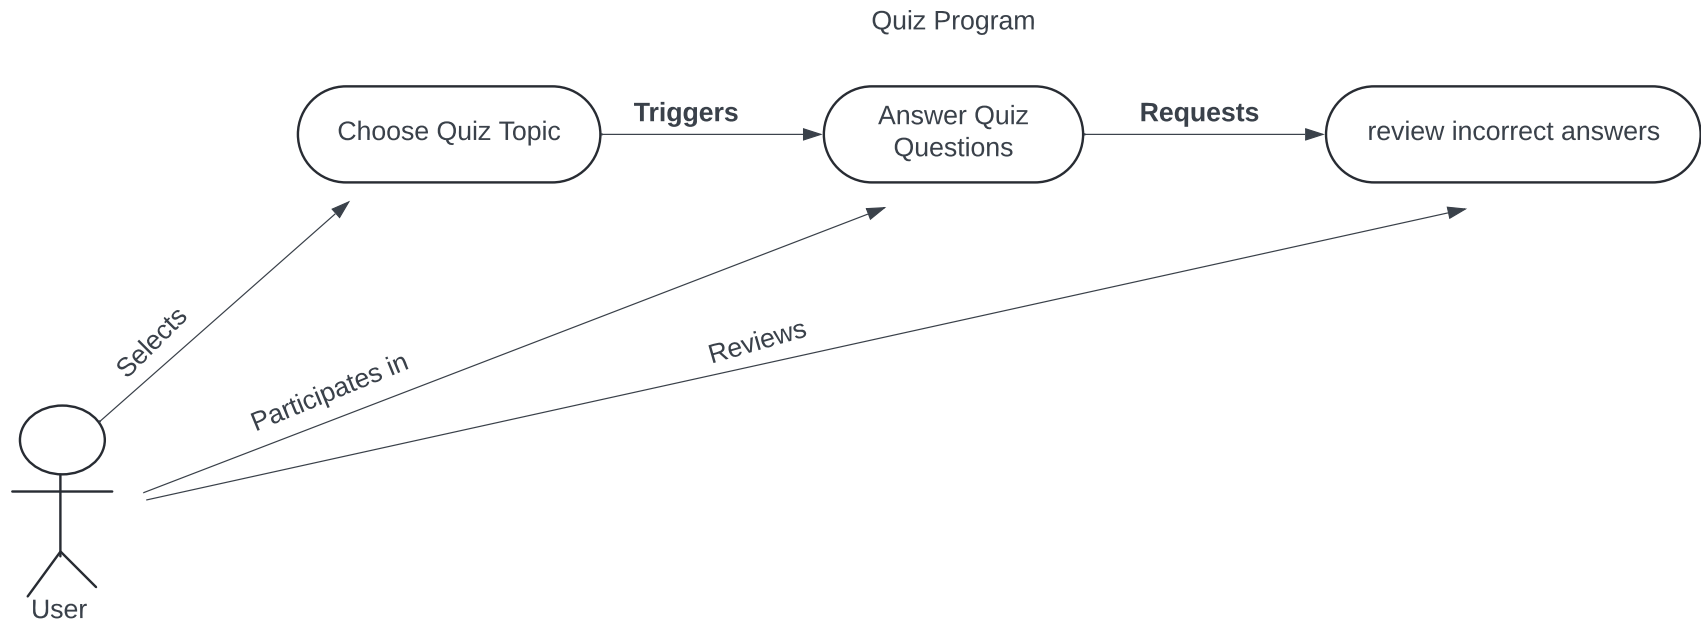 Quiz Program
Choose Quiz Topic
Triggers
Answer Quiz
Questions
Requests
review incorrect answers
Selects
Participates in
Reviews
User